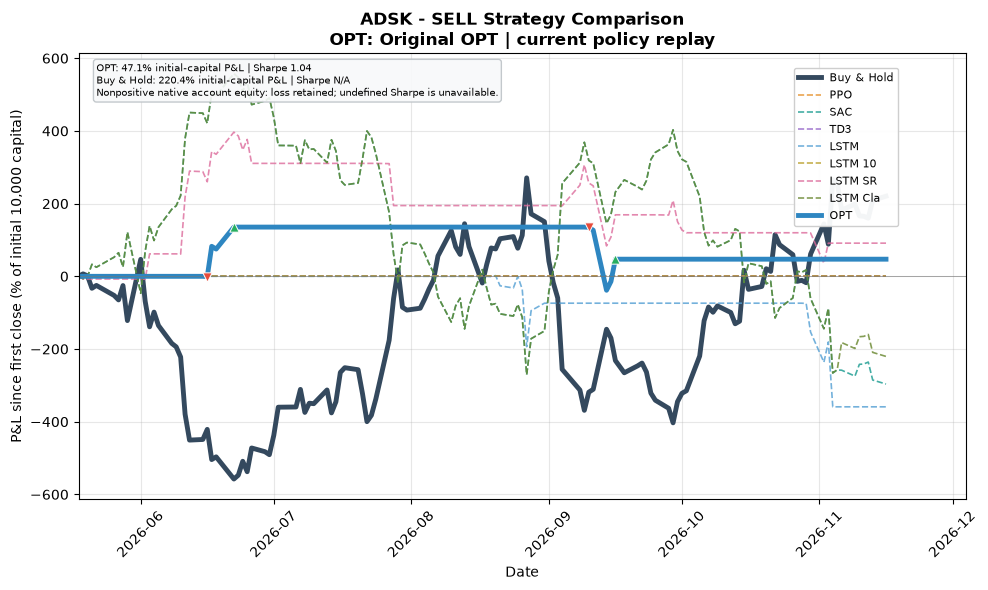 ADSK - SELL Strategy Comparison
OPT: Original OPT | current policy replay
OPT: 47.1% initial-capital P&L | Sharpe 1.04
Buy & Hold: 220.4% initial-capital P&L | Sharpe N/A
Nonpositive native account equity: loss retained; undefined Sharpe is unavailable.
Buy & Hold
PPO
SAC
TD3
LSTM
LSTM 10
LSTM SR
LSTM Cla
OPT
P&L since first close (% of initial 10,000 capital)
600
400
200
0
−200
−400
−600
2026-06
2026-07
2026-08
2026-09
2026-10
2026-11
2026-12
Date